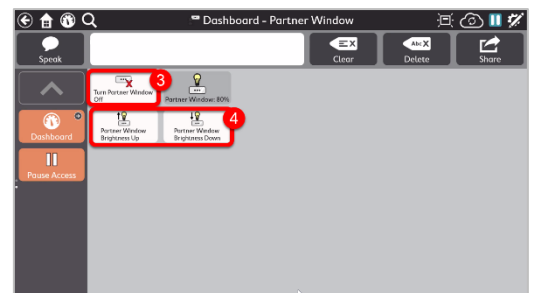 Dashboard - Partner Window
Speak
Clear
Abc X
Delete
Share
3
Turn Partner Window
Off
Partner Window: 80%
4
Partner Window
Brightness Up
Partner Window
Brightness Down
Dashboard
Pause Access